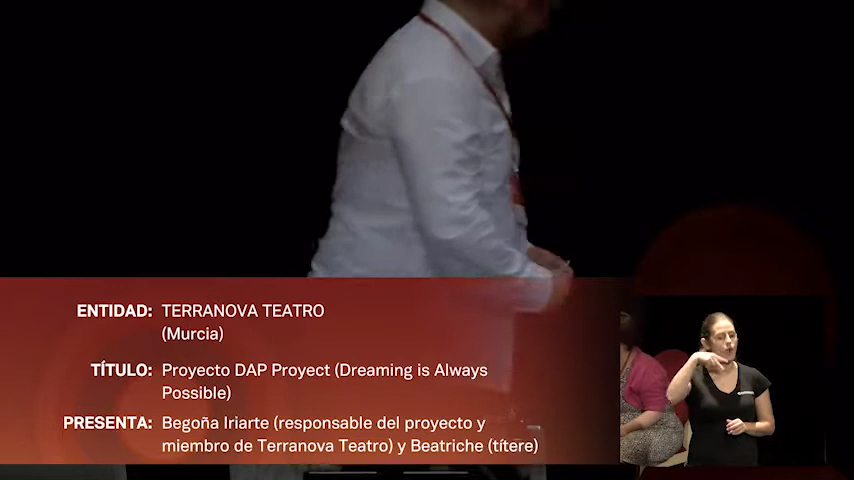 ENTIDAD: TERRANOVA TEATRO
(Murcia)
TÍTULO: Proyecto DAP Proyect (Dreaming is Always
Possible)
PRESENTA: Begoña Iriarte (responsable del proyecto y
miembro de Terranova Teatro) y Beatriche (títere)